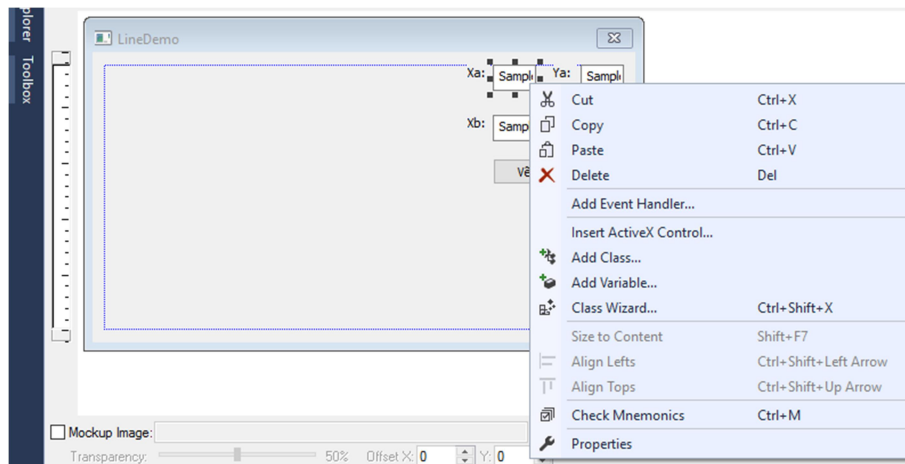 plorer
Toolbox
LineDemo
Xa: Sampl Ya: Sampl
Xb: Samp
Vẽ
Cut Ctrl+X
Copy Ctrl+C
Paste Ctrl+V
Delete Del
Add Event Handler...
Insert ActiveX Control...
Add Class...
Add Variable...
Class Wizard... Ctrl+Shift+X
Size to Content Shift+F7
Align Lefts Ctrl+Shift+Left Arrow
Align Tops Ctrl+Shift+Up Arrow
Check Mnemonics Ctrl+M
Properties
Mockup Image:
Transparency: 50% Offset X: 0 Y: 0